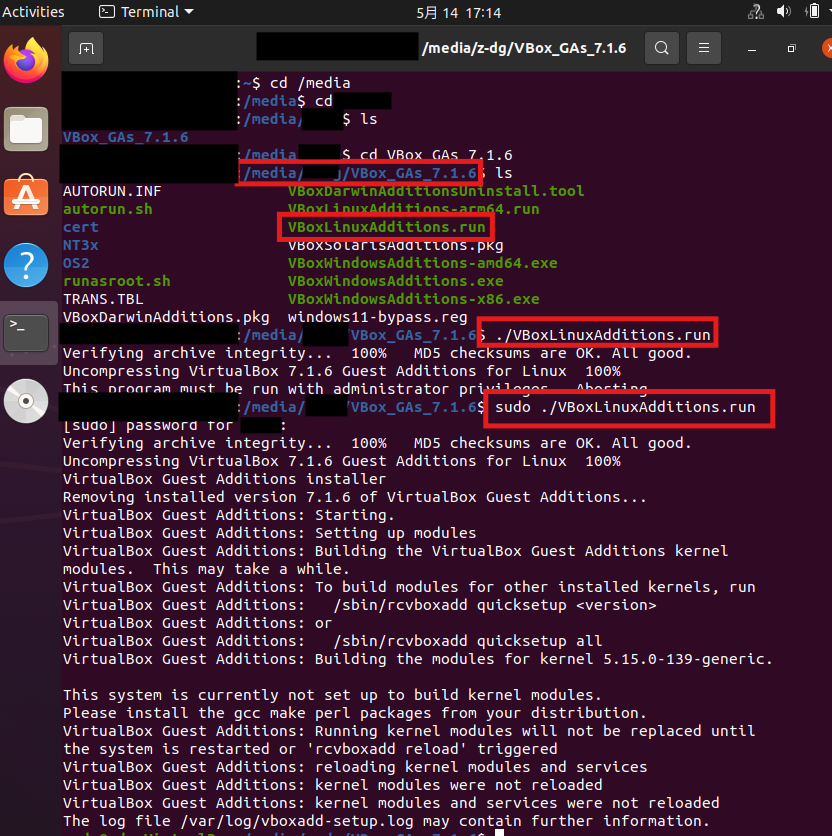 Activities Terminal 5月 14 17:14
/media/z-dg/VBox_GAs_7.1.6
:~$ cd /media
:/media$ cd
:/media/ $ ls
VBox_GAs_7.1.6
:/media $ cd VBox_GAs_7.1.6
:/media/ /VBox_GAs_7.1.6$ ls
AUTORUN.INF VBoxDarwinAdditionsUninstall.tool
autorun.sh VBoxLinuxAdditions-arm64.run
cert VBoxLinuxAdditions.run
NT3x VBoxSolarisAdditions.pkg
OS2 VBoxWindowsAdditions-amd64.exe
runasroot.sh VBoxWindowsAdditions.exe
TRANS.TBL VBoxWindowsAdditions-x86.exe
VBoxDarwinAdditions.pkg windows11-bypass.reg
:/media/ /VBox_GAs_7.1.6$ ./VBoxLinuxAdditions.run
Verifying archive integrity... 100% MD5 checksums are OK. All good.
Uncompressing VirtualBox 7.1.6 Guest Additions for Linux 100%
This program must be run with administrator privileges. Aborting
:/media/ /VBox_GAs_7.1.6$ sudo ./VBoxLinuxAdditions.run
[sudo] password for :
Verifying archive integrity... 100% MD5 checksums are OK. All good.
Uncompressing VirtualBox 7.1.6 Guest Additions for Linux 100%
VirtualBox Guest Additions installer
Removing installed version 7.1.6 of VirtualBox Guest Additions...
VirtualBox Guest Additions: Starting.
VirtualBox Guest Additions: Setting up modules
VirtualBox Guest Additions: Building the VirtualBox Guest Additions kernel
modules. This may take a while.
VirtualBox Guest Additions: To build modules for other installed kernels, run
VirtualBox Guest Additions: /sbin/rcvboxadd quicksetup <version>
VirtualBox Guest Additions: or
VirtualBox Guest Additions: /sbin/rcvboxadd quicksetup all
VirtualBox Guest Additions: Building the modules for kernel 5.15.0-139-generic.
This system is currently not set up to build kernel modules.
Please install the gcc make perl packages from your distribution.
VirtualBox Guest Additions: Running kernel modules will not be replaced until
the system is restarted or 'rcvboxadd reload' triggered
VirtualBox Guest Additions: reloading kernel modules and services
VirtualBox Guest Additions: kernel modules were not reloaded
VirtualBox Guest Additions: kernel modules and services were not reloaded
The log file /var/log/vboxadd-setup.log may contain further information.